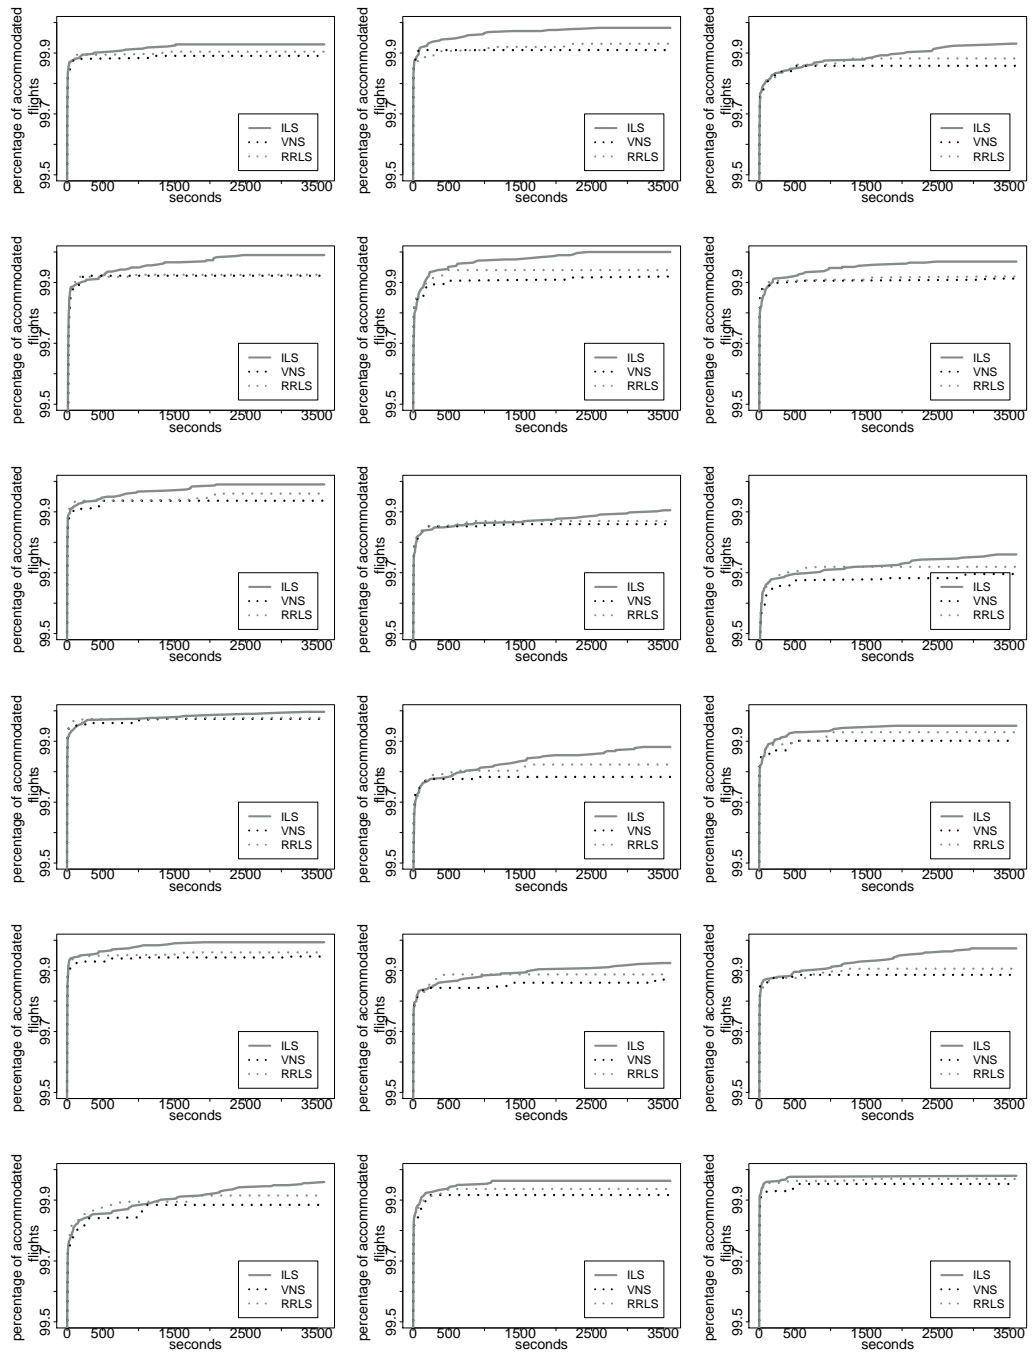 percentage of accommodated
flights
99.9
99.7
99.5
ILS
VNS
RRLS
0 500 1500 2500 3500
seconds
percentage of accommodated
flights
99.9
99.7
99.5
ILS
VNS
RRLS
0 500 1500 2500 3500
seconds
percentage of accommodated
flights
99.9
99.7
99.5
ILS
VNS
RRLS
0 500 1500 2500 3500
seconds
percentage of accommodated
flights
99.9
99.7
99.5
ILS
VNS
RRLS
0 500 1500 2500 3500
seconds
percentage of accommodated
flights
99.9
99.7
99.5
ILS
VNS
RRLS
0 500 1500 2500 3500
seconds
percentage of accommodated
flights
99.9
99.7
99.5
ILS
VNS
RRLS
0 500 1500 2500 3500
seconds
percentage of accommodated
flights
99.9
99.7
99.5
ILS
VNS
RRLS
0 500 1500 2500 3500
seconds
percentage of accommodated
flights
99.9
99.7
99.5
ILS
VNS
RRLS
0 500 1500 2500 3500
seconds
percentage of accommodated
flights
99.9
99.7
99.5
ILS
VNS
RRLS
0 500 1500 2500 3500
seconds
percentage of accommodated
flights
99.9
99.7
99.5
ILS
VNS
RRLS
0 500 1500 2500 3500
seconds
percentage of accommodated
flights
99.9
99.7
99.5
ILS
VNS
RRLS
0 500 1500 2500 3500
seconds
percentage of accommodated
flights
99.9
99.7
99.5
ILS
VNS
RRLS
0 500 1500 2500 3500
seconds
percentage of accommodated
flights
99.9
99.7
99.5
ILS
VNS
RRLS
0 500 1500 2500 3500
seconds
percentage of accommodated
flights
99.9
99.7
99.5
ILS
VNS
RRLS
0 500 1500 2500 3500
seconds
percentage of accommodated
flights
99.9
99.7
99.5
ILS
VNS
RRLS
0 500 1500 2500 3500
seconds
percentage of accommodated
flights
99.9
99.7
99.5
ILS
VNS
RRLS
0 500 1500 2500 3500
seconds
percentage of accommodated
flights
99.9
99.7
99.5
ILS
VNS
RRLS
0 500 1500 2500 3500
seconds
percentage of accommodated
flights
99.9
99.7
99.5
ILS
VNS
RRLS
0 500 1500 2500 3500
seconds